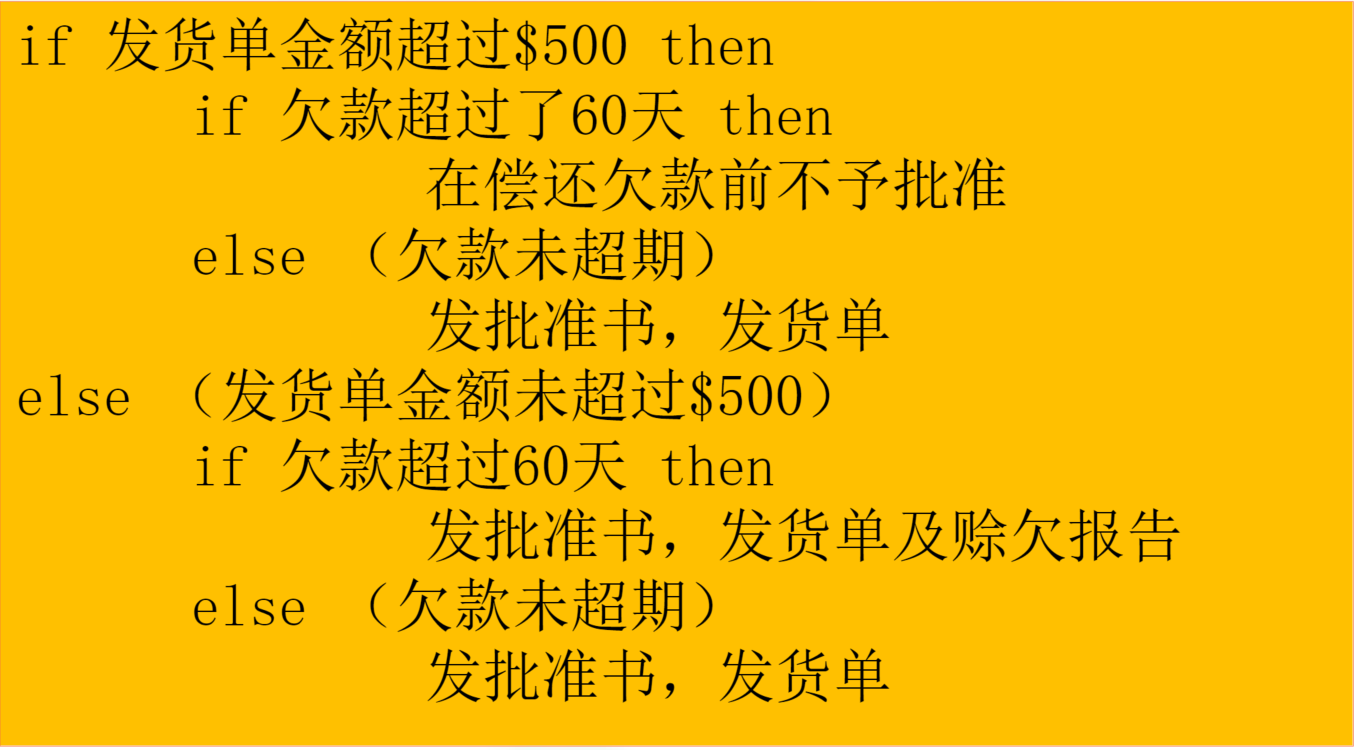 if 发货单金额超过$500 then
if 欠款超过了60天 then
在偿还欠款前不予批准
else （欠款未超期）
发批准书，发货单
else （发货单金额未超过$500）
if 欠款超过60天 then
发批准书，发货单及赊欠报告
else （欠款未超期）
发批准书，发货单